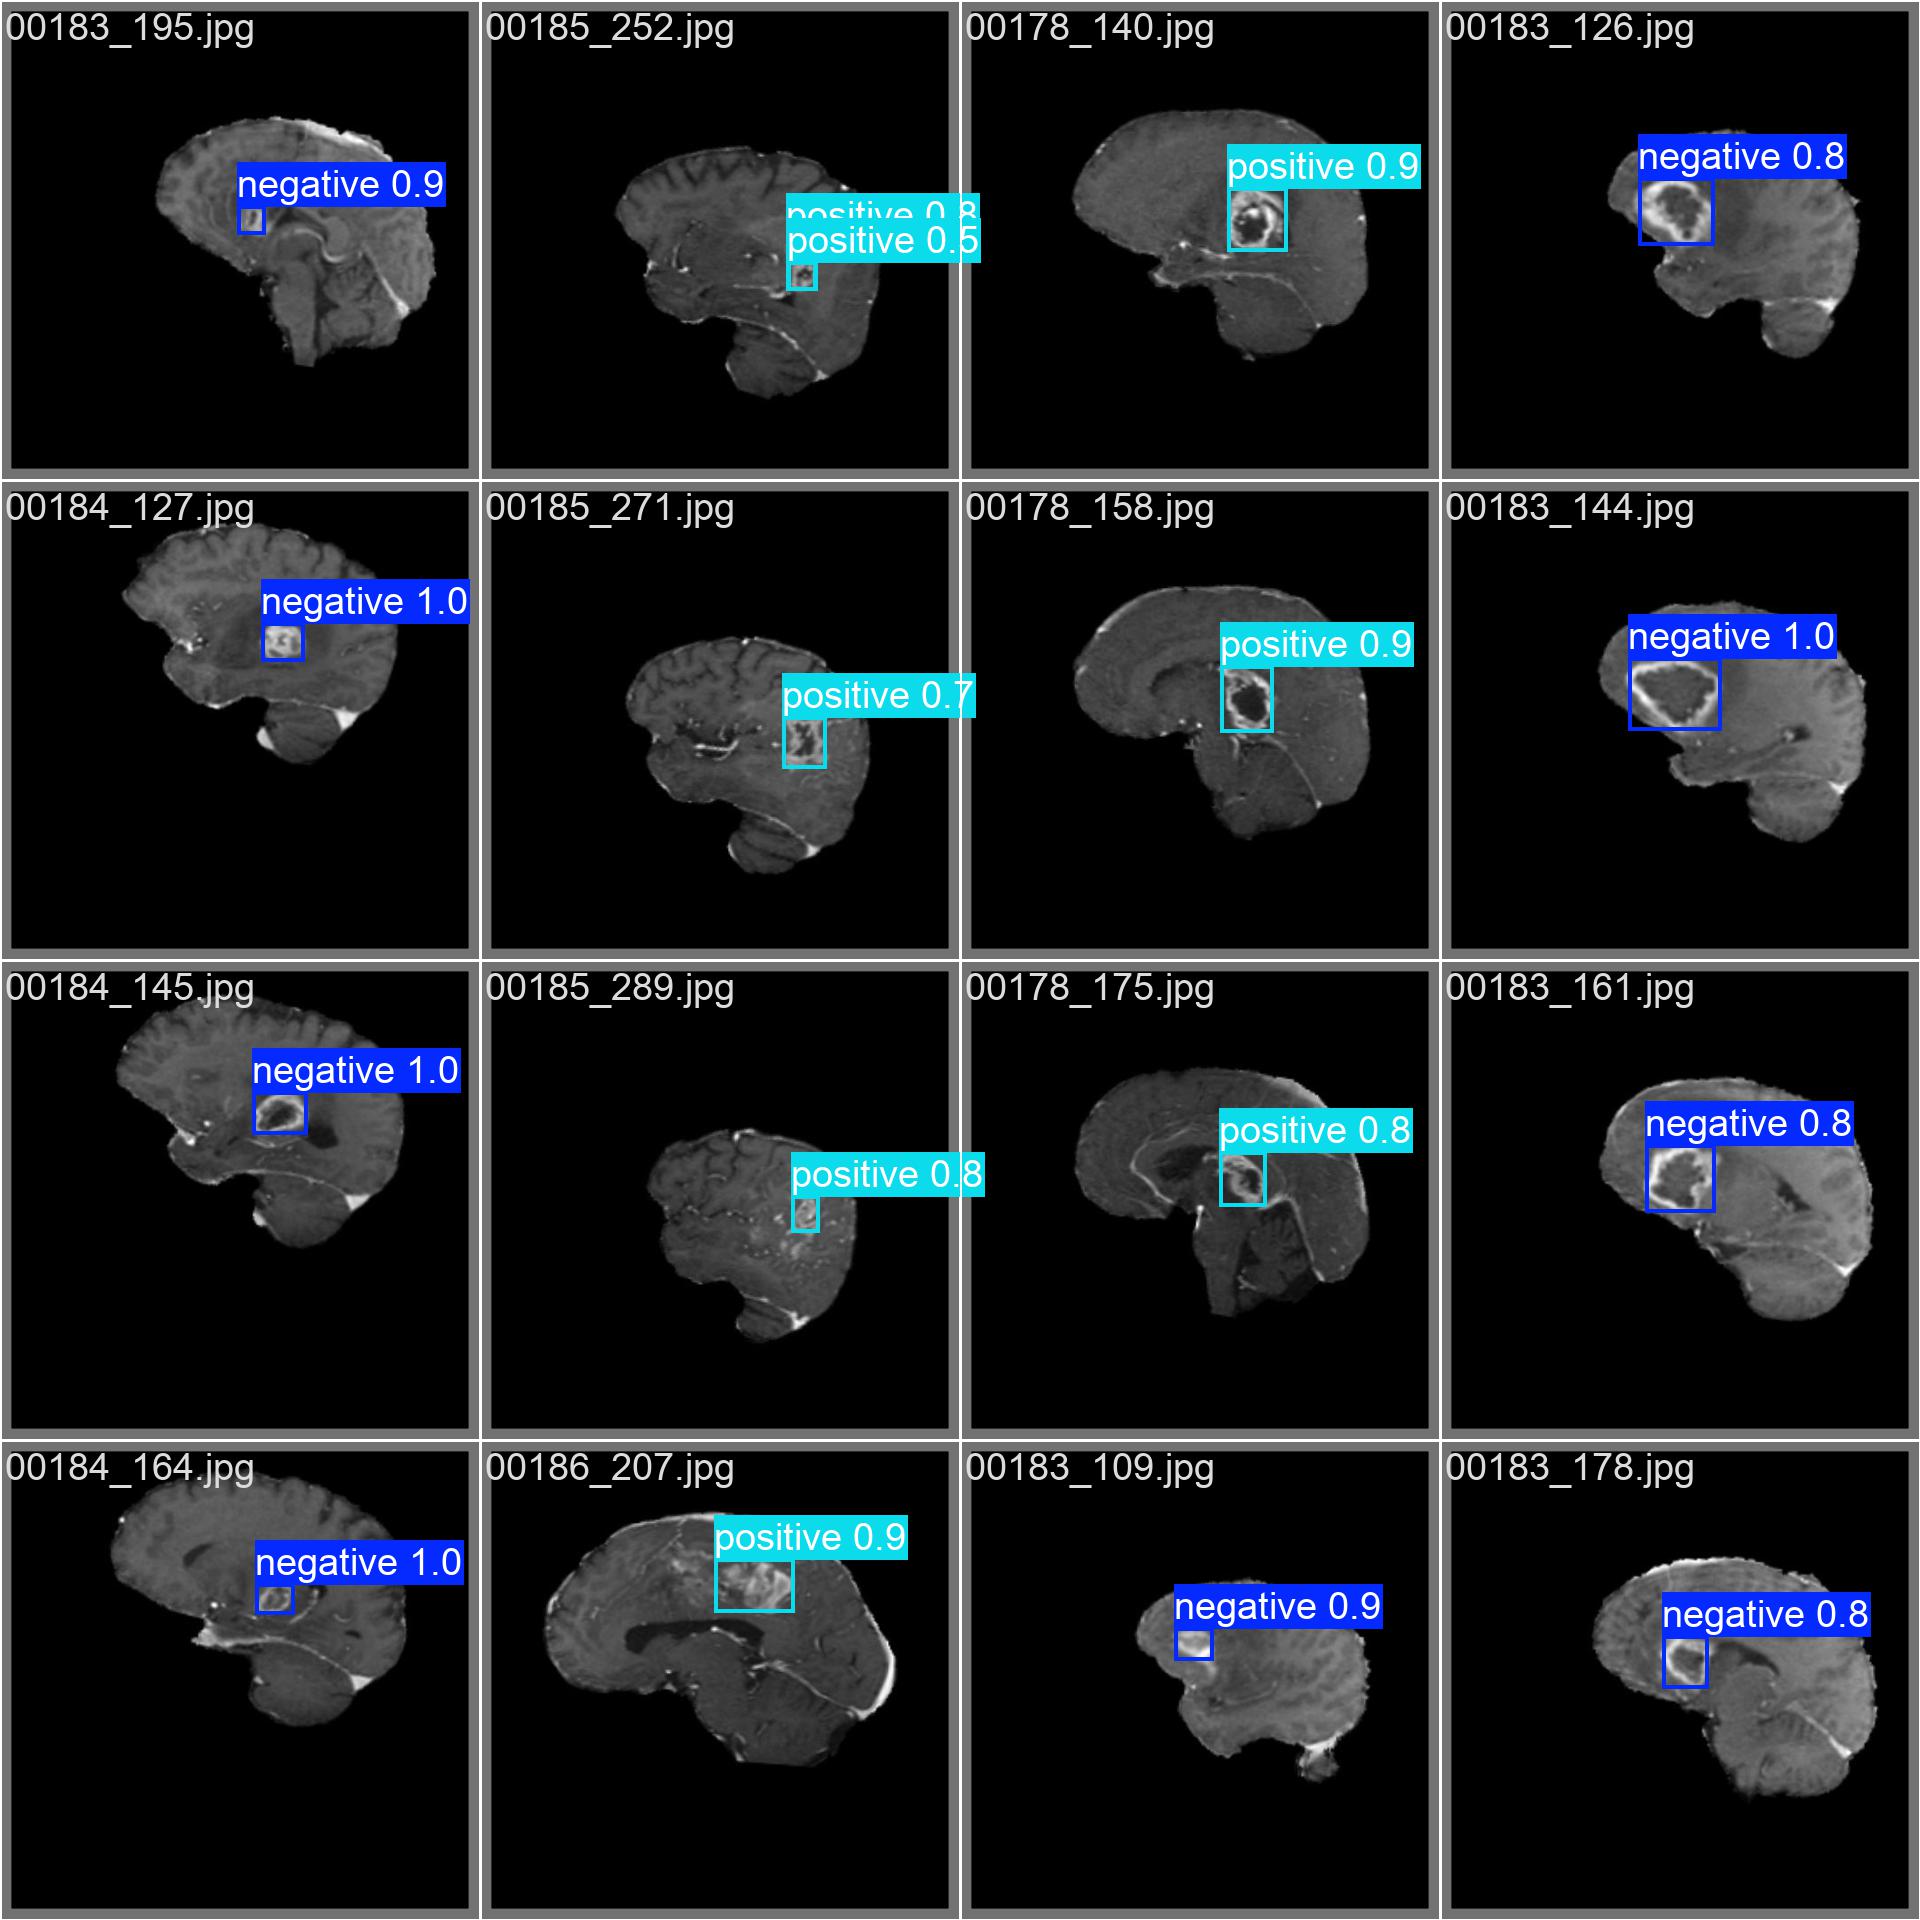 00183_195.jpg
negative 0.9
00185_252.jpg
positive 0.8
positive 0.5
00178_140.jpg
positive 0.9
00183_126.jpg
negative 0.8
00184_127.jpg
negative 1.0
00185_271.jpg
positive 0.7
00178_158.jpg
positive 0.9
00183_144.jpg
negative 1.0
00184_145.jpg
negative 1.0
00185_289.jpg
positive 0.8
00178_175.jpg
positive 0.8
00183_161.jpg
negative 0.8
00184_164.jpg
negative 1.0
00186_207.jpg
positive 0.9
00183_109.jpg
negative 0.9
00183_178.jpg
negative 0.8